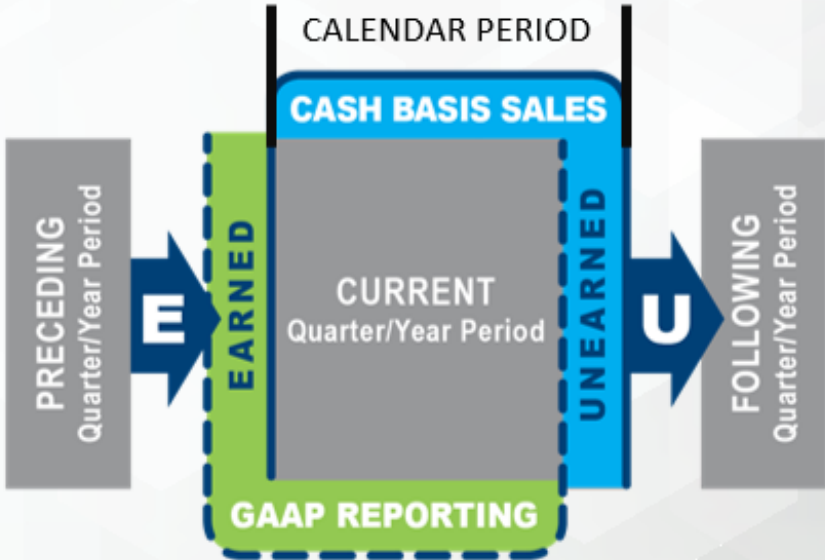 CALENDAR PERIOD
CASH BASIS SALES
PRECEDING
Quarter/Year Period
E
EARNED
CURRENT
Quarter/Year Period
UNEARNED
U
FOLLOWING
Quarter/Year Period
GAAP REPORTING